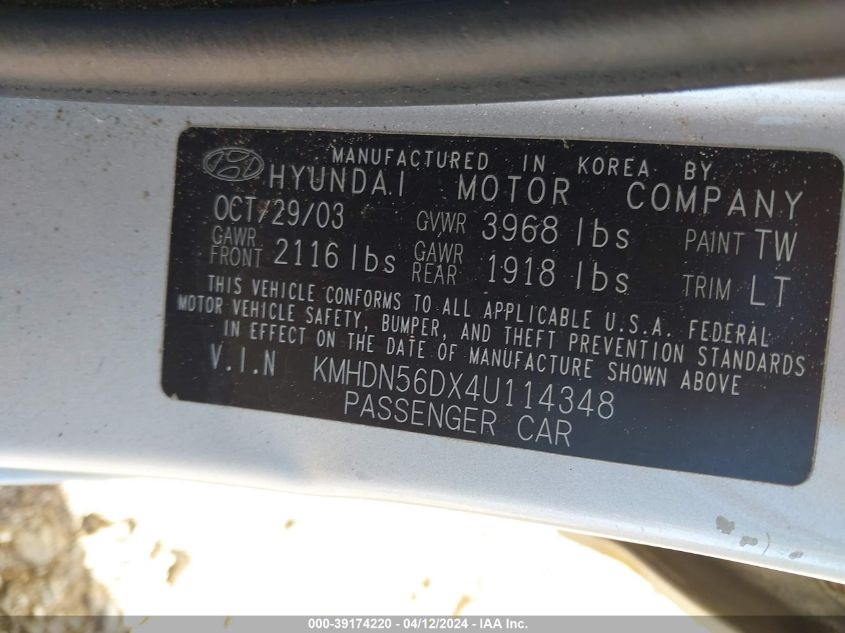 MANUFACTURED IN KOREA BY
HYUNDAI MOTOR COMPANY
OCT/29/03 GVWR 3968 lbs PAINT TW
GAWR FRONT 2116 lbs GAWR REAR 1918 lbs TRIM LT
THIS VEHICLE CONFORMS TO ALL APPLICABLE U.S.A. FEDERAL
MOTOR VEHICLE SAFETY, BUMPER, AND THEFT PREVENTION STANDARDS
IN EFFECT ON THE DATE OF MANUFACTURE SHOWN ABOVE
V.I.N KMHDN56DX4U114348
PASSENGER CAR
000-39174220 - 04/12/2024 - IAA Inc.